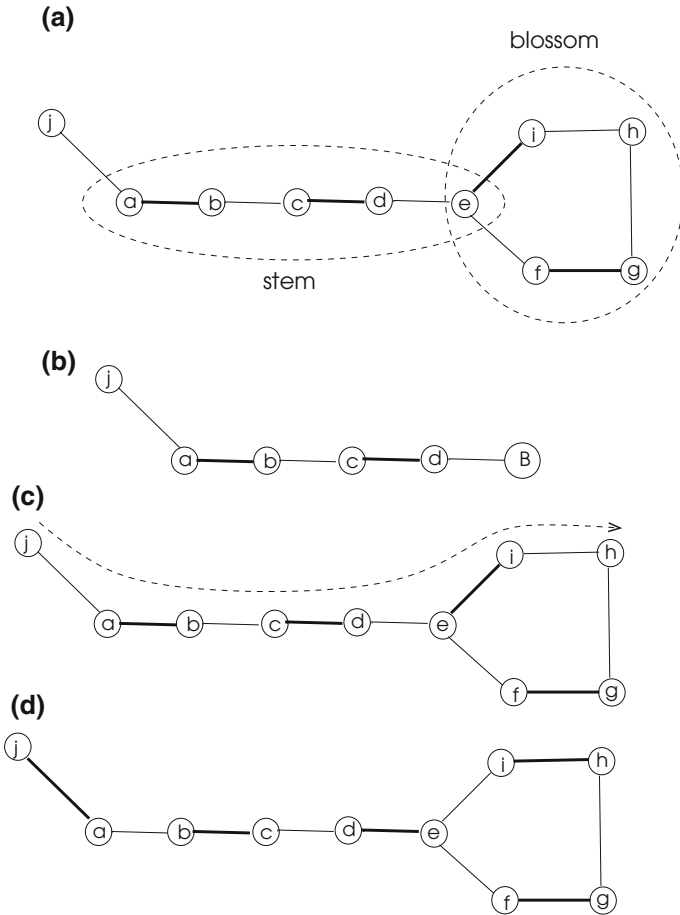 (a)
blossom
j
i h
a b c d e
f g
stem
(b)
j
a b c d B
(c)
j i h
a b c d e
f g
(d)
j i h
a b c d e
f g